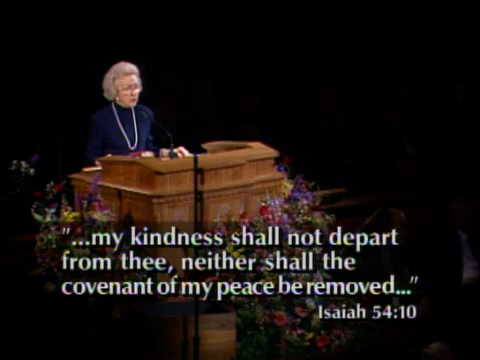 "...my kindness shall not depart
from thee, neither shall the
covenant of my peace be removed..."
Isaiah 54:10